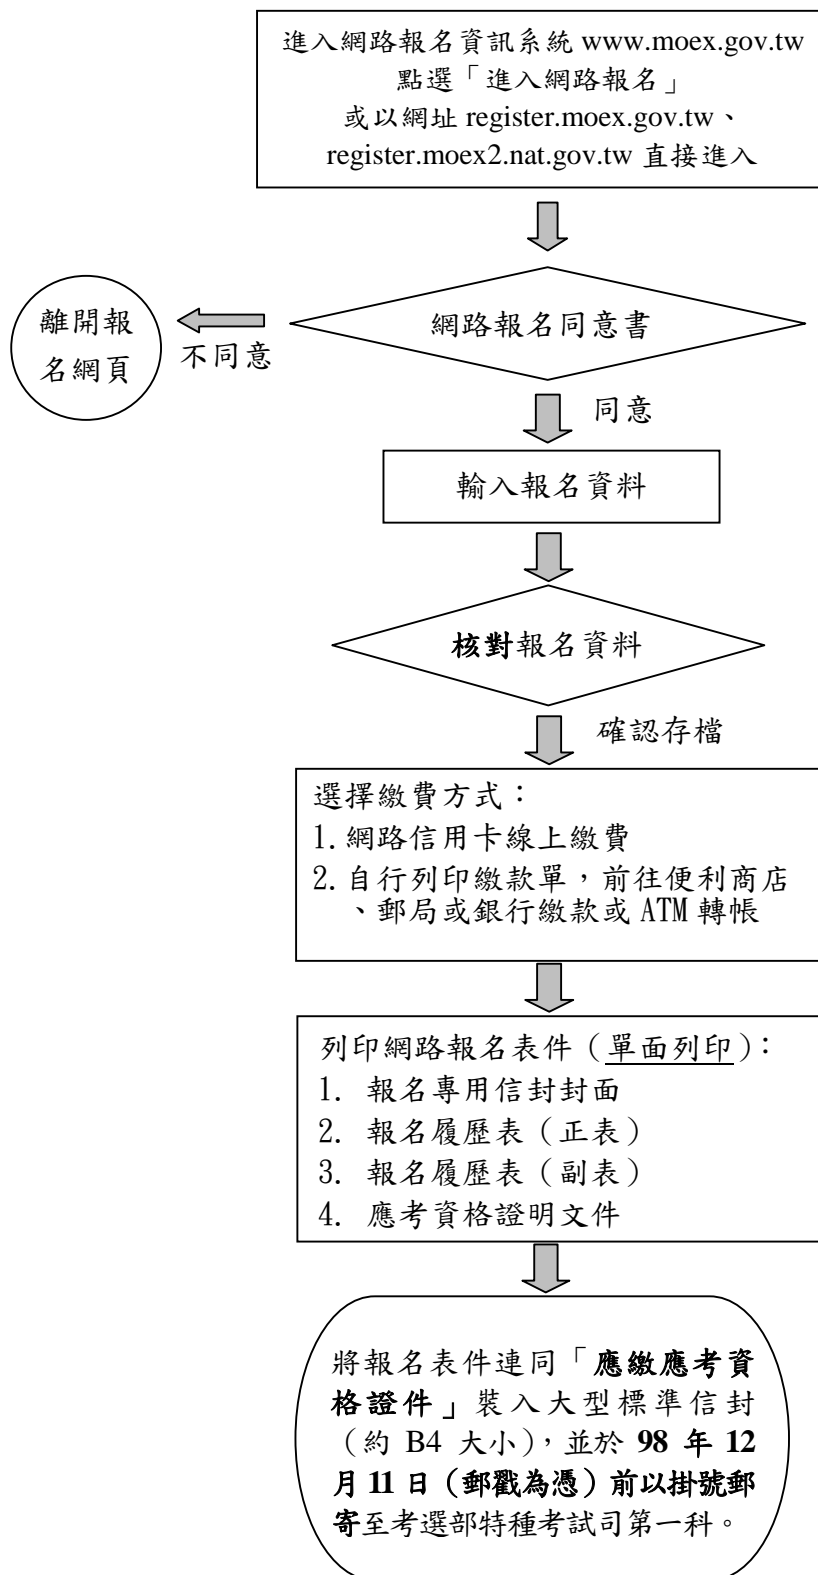 進入網路報名資訊系統 www.moex.gov.tw
點選「進入網路報名」
或以網址 register.moex.gov.tw、
register.moex2.nat.gov.tw 直接進入
網路報名同意書
離開報
名網頁
不同意
同意
輸入報名資料
核對報名資料
確認存檔
選擇繳費方式：
1. 網路信用卡線上繳費
2. 自行列印繳款單，前往便利商店
、郵局或銀行繳款或 ATM 轉帳
列印網路報名表件（單面列印）：
1. 報名專用信封封面
2. 報名履歷表（正表）
3. 報名履歷表（副表）
4. 應考資格證明文件
將報名表件連同「應繳應考資
格證件」裝入大型標準信封
（約 B4 大小），並於 98 年 12
月 11 日（郵戳為憑）前以掛號郵
寄至考選部特種考試司第一科。